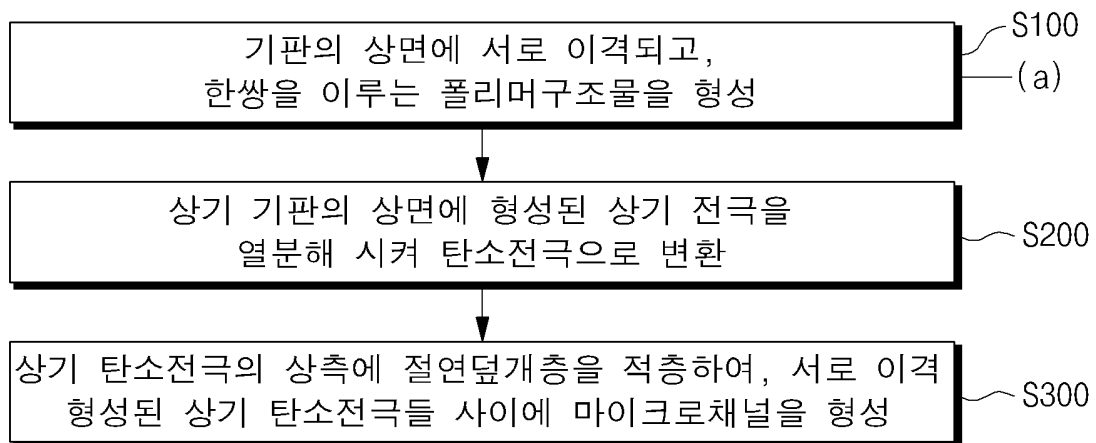 기판의 상면에 서로 이격되고,
한쌍을 이루는 폴리머구조물을 형성
S100
(a)
상기 기판의 상면에 형성된 상기 전극을
열분해 시켜 탄소전극으로 변환
S200
상기 탄소전극의 상측에 절연덮개층을 적층하여, 서로 이격
형성된 상기 탄소전극들 사이에 마이크로채널을 형성
S300